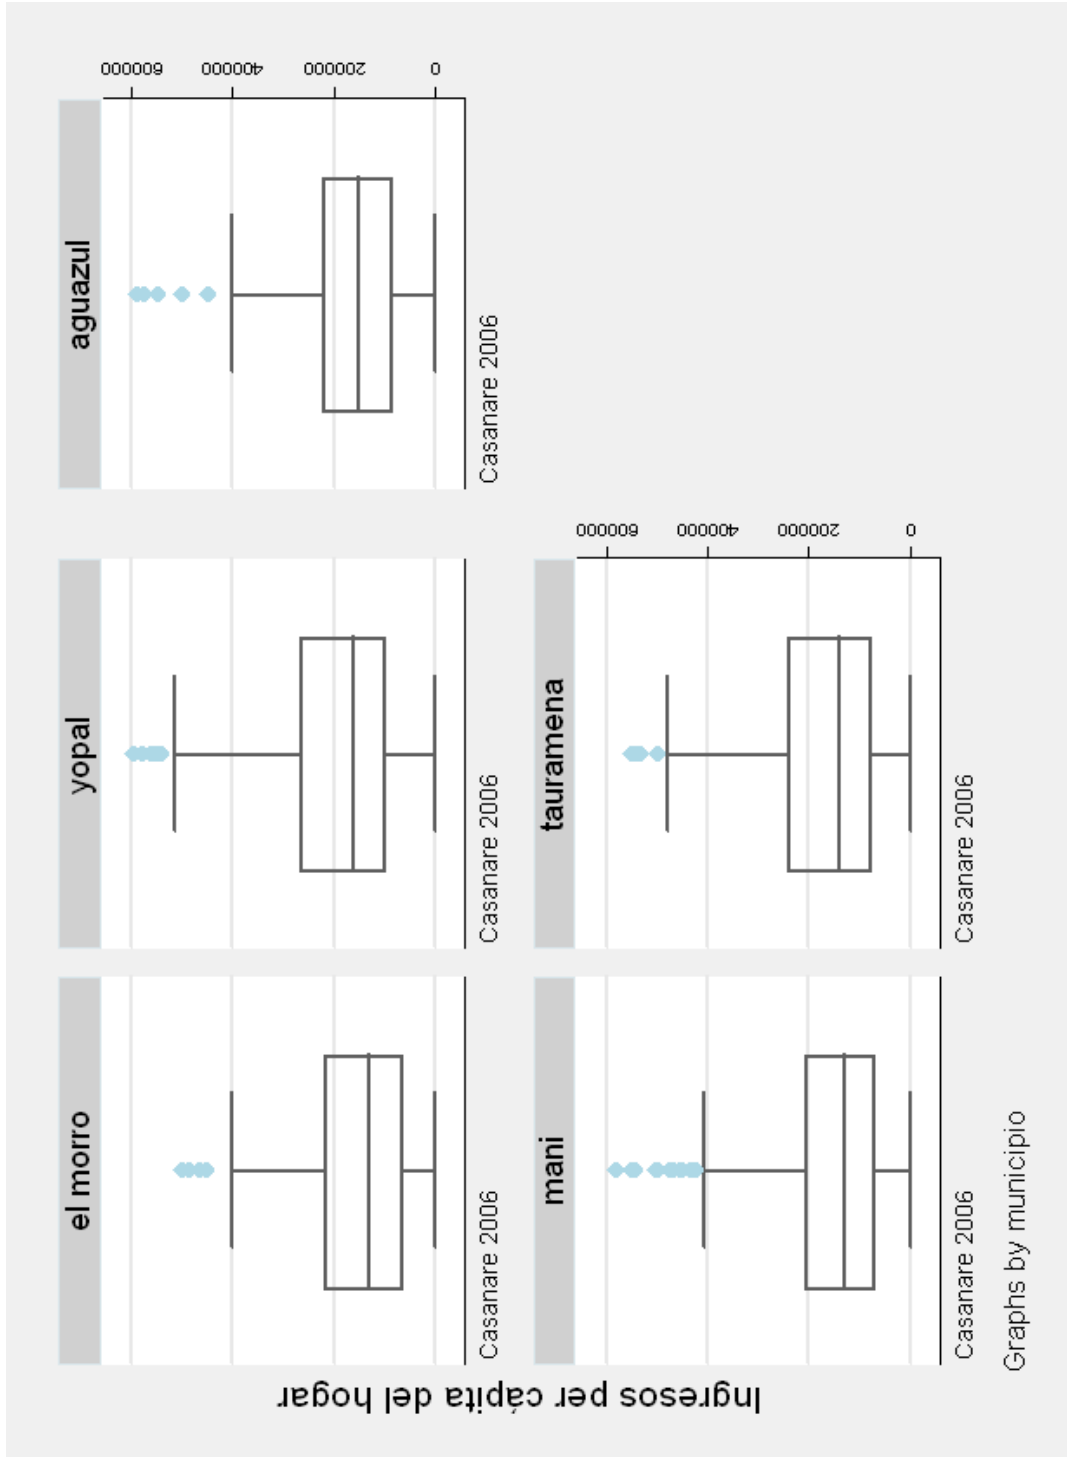 el morro
yopal
aguazul
600000
400000
200000
0
Casanare 2006
Casanare 2006
Casanare 2006
mani
tauramena
600000
400000
200000
0
Casanare 2006
Casanare 2006
Ingresos per cápita del hogar
Graphs by municipio